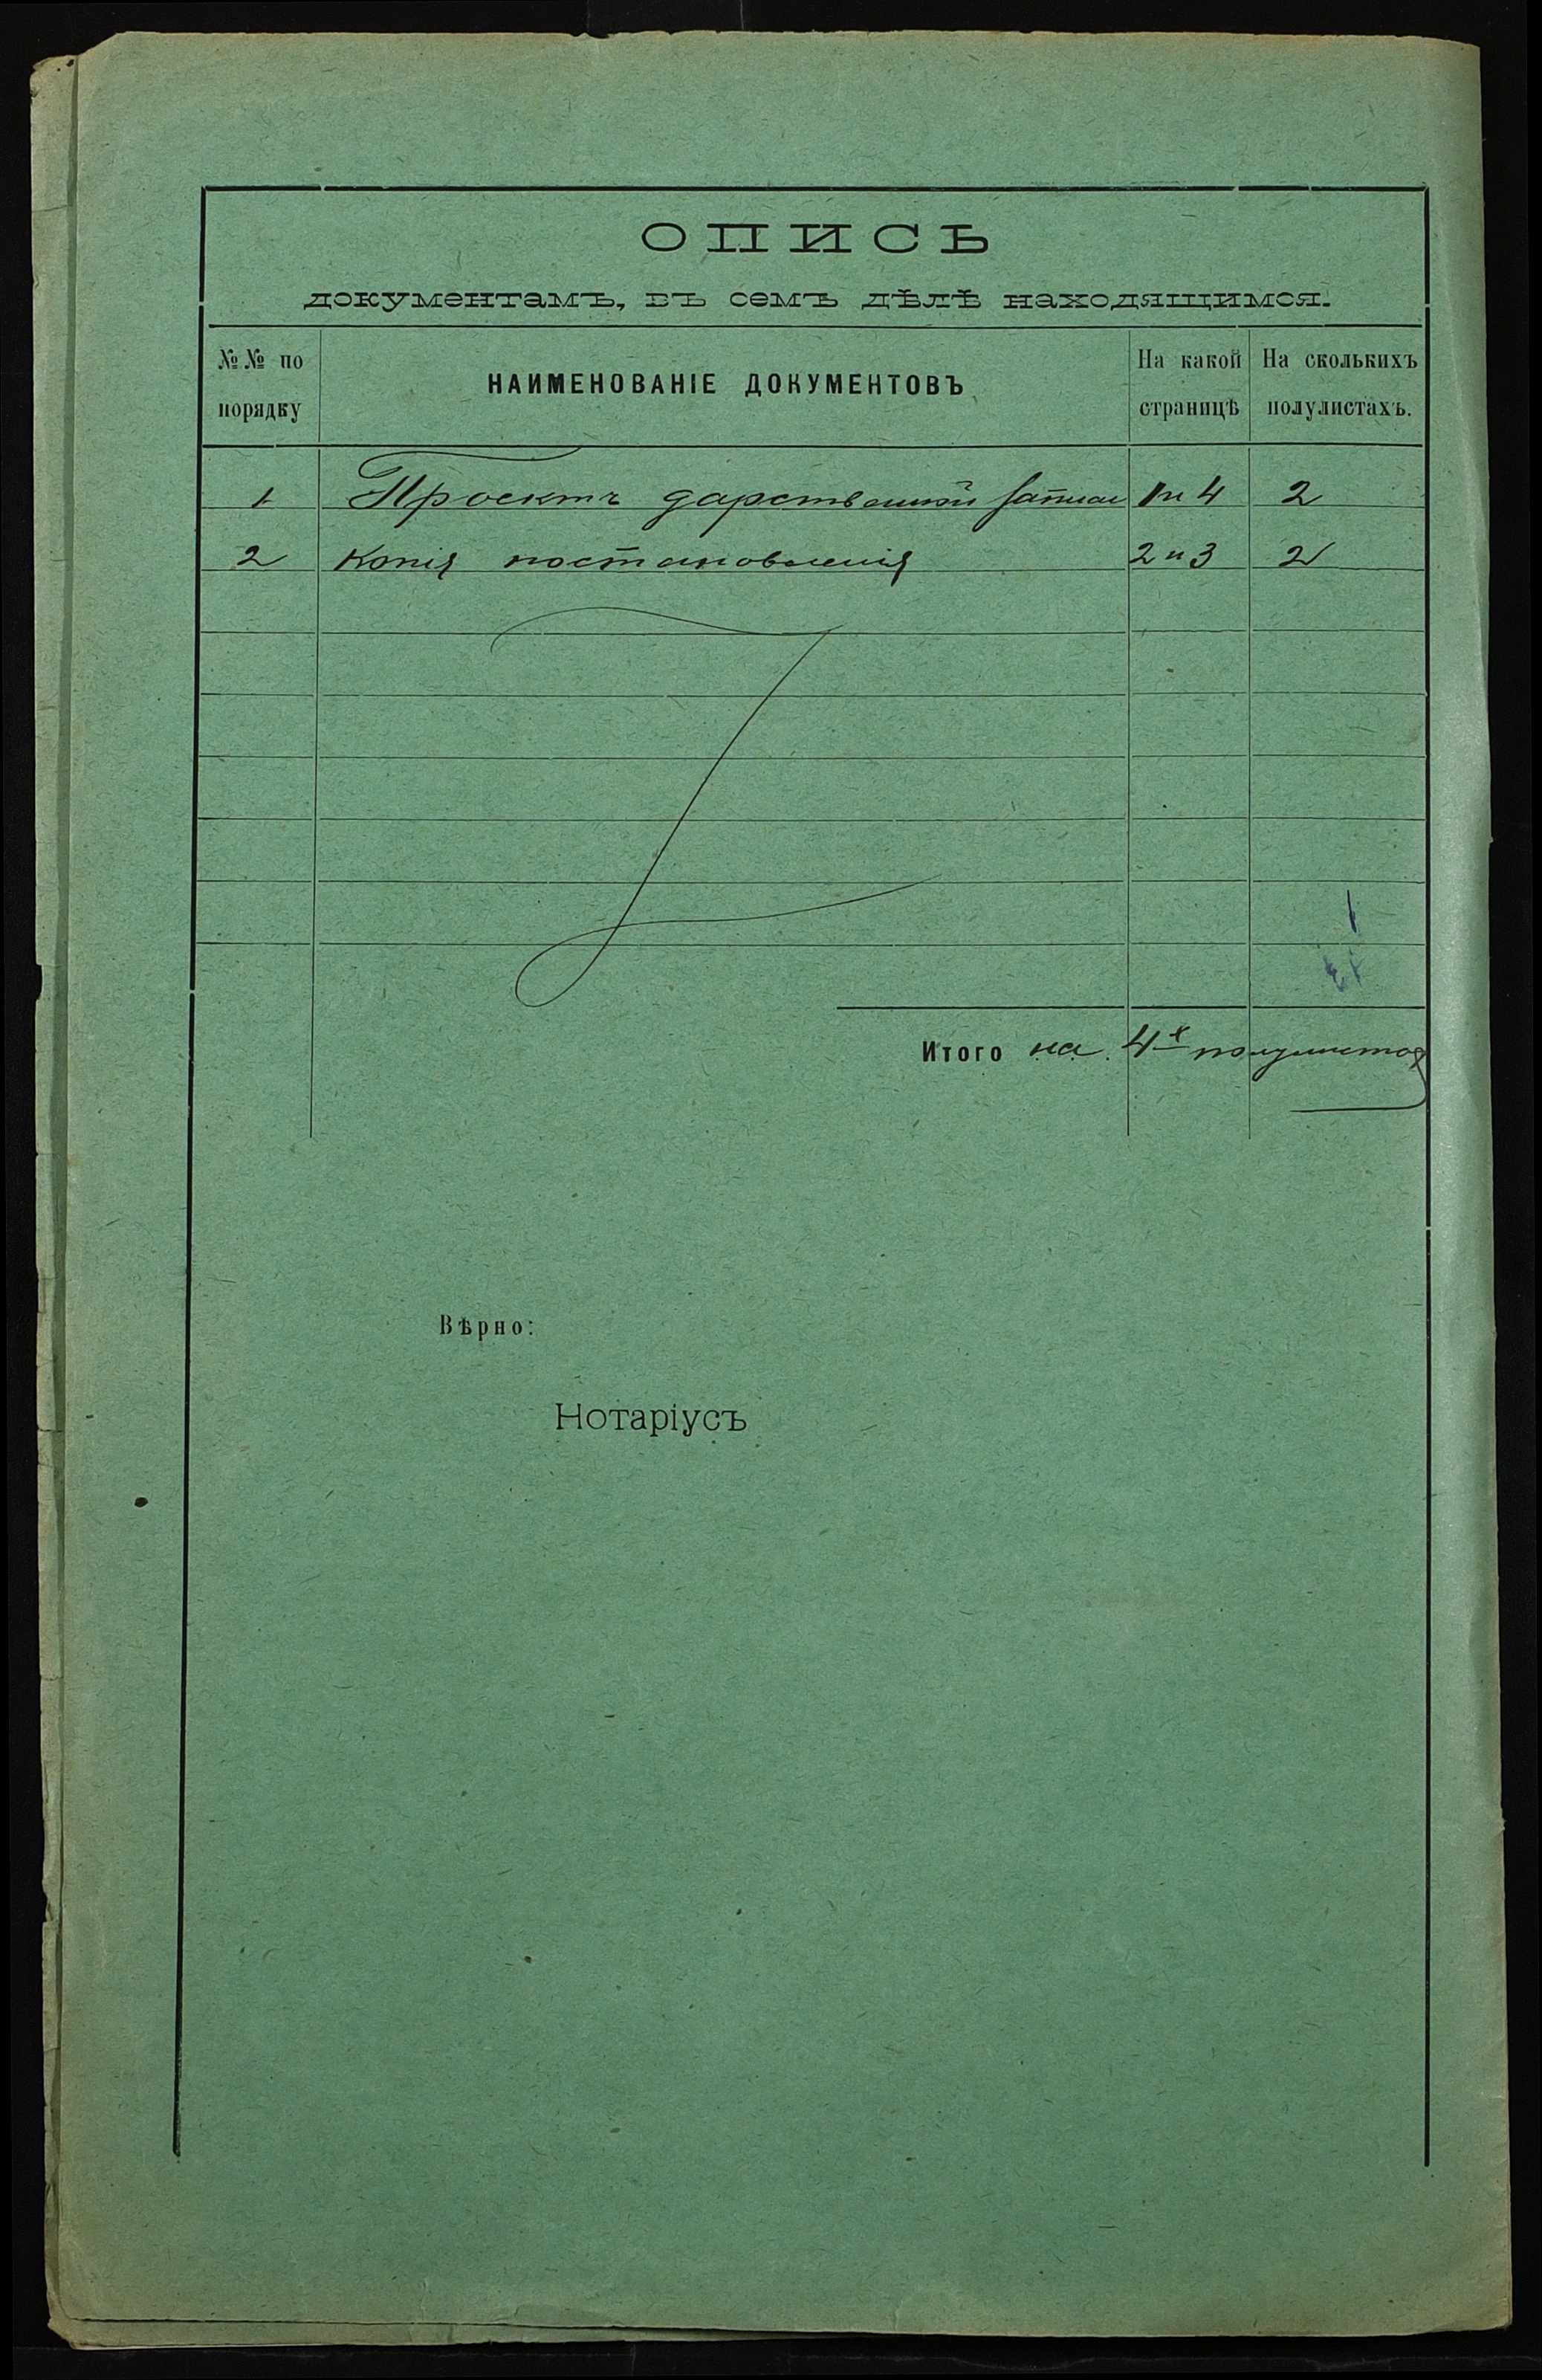 ОПИСЬ
документамъ, въ семъ дѣлѣ находящимся.
№№ по порядку
НАИМЕНОВАНІЕ ДОКУМЕНТОВЪ
На какой страницѣ
На сколькихъ полулистахъ.
1 Проектъ дарственной записи 1 и 4 2
2 Копія постановленія 2 и 3 2
Итого на 4х полулистах
Вѣрно:
Нотаріусъ